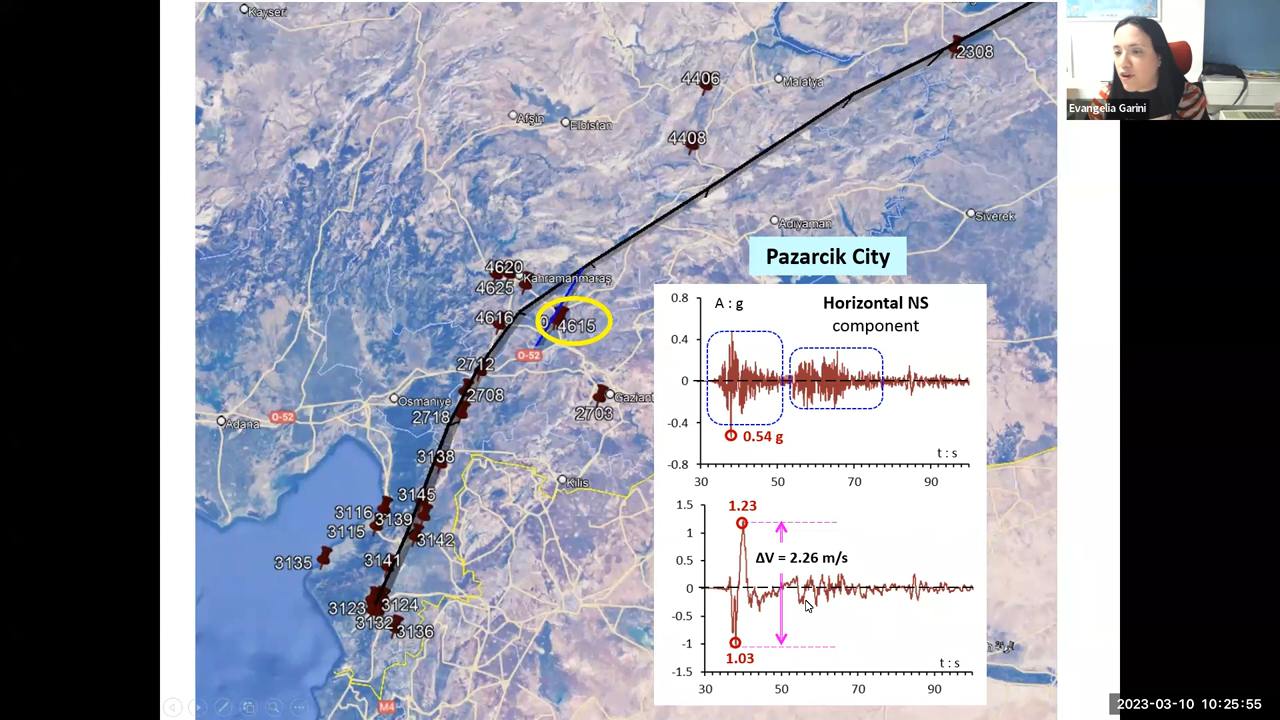 Kayseri
2308
4406
Malatya
Afşin
Elbistan
4408
Siverek
Adıyaman
Pazarcik City
4620
Kahramanmaraş
4625
4616
4615
O-52
2712
2708
Osmaniye
2718
O-52
Adana
2703
Gazian
3138
Kilis
3145
3116
3139
3115
3142
3135
3141
3123
3124
3132
3136
M4
A : g
Horizontal NS
component
0.8
0.4
0
-0.4
-0.8
0.54 g
t : s
30
50
70
90
1.5
1
0.5
0
-0.5
-1
-1.5
1.23
ΔV = 2.26 m/s
1.03
t : s
30
50
70
90
Evangelia Garini
2023-03-10 10:25:55